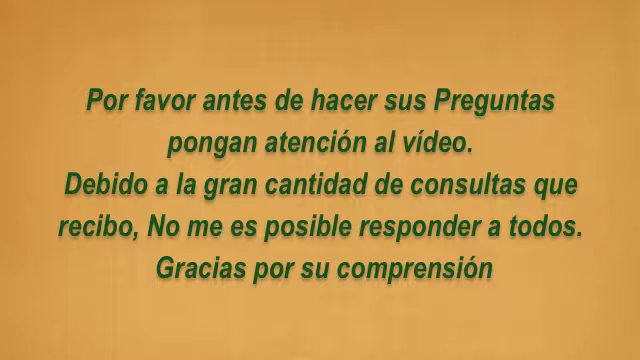 Por favor antes de hacer sus Preguntas
pongan atención al vídeo.
Debido a la gran cantidad de consultas que
recibo, No me es posible responder a todos.
Gracias por su comprensión